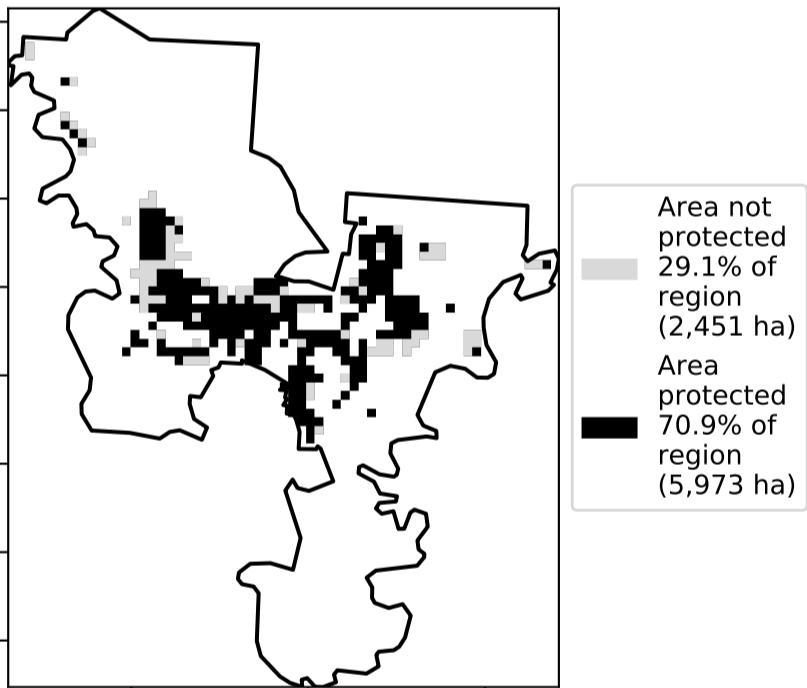 Area not
protected
29.1% of
region
(2,451 ha)
Area
protected
70.9% of
region
(5,973 ha)